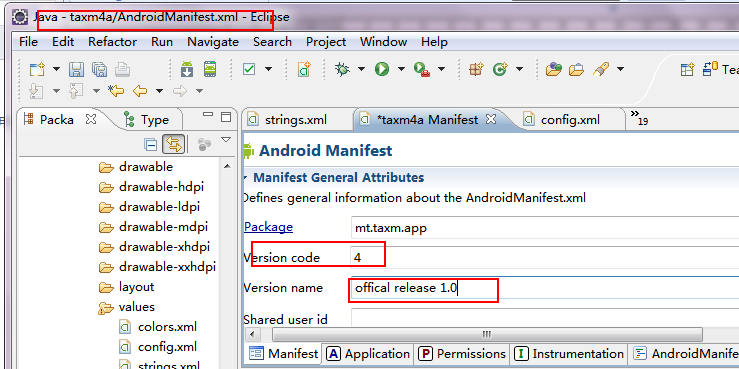 Java - taxm4a/AndroidManifest.xml - Eclipse
File Edit Refactor Run Navigate Search Project Window Help
Tea
Packa Type strings.xml *taxm4a Manifest config.xml »19
drawable
drawable-hdpi
drawable-ldpi
drawable-mdpi
drawable-xhdpi
drawable-xxhdpi
layout
values
colors.xml
config.xml
strings.xml
Android Manifest
Manifest General Attributes
Defines general information about the AndroidManifest.xml
Package mt.taxm.app
Version code 4
Version name offical release 1.0
Shared user id
Manifest A Application P Permissions I Instrumentation AndroidManife